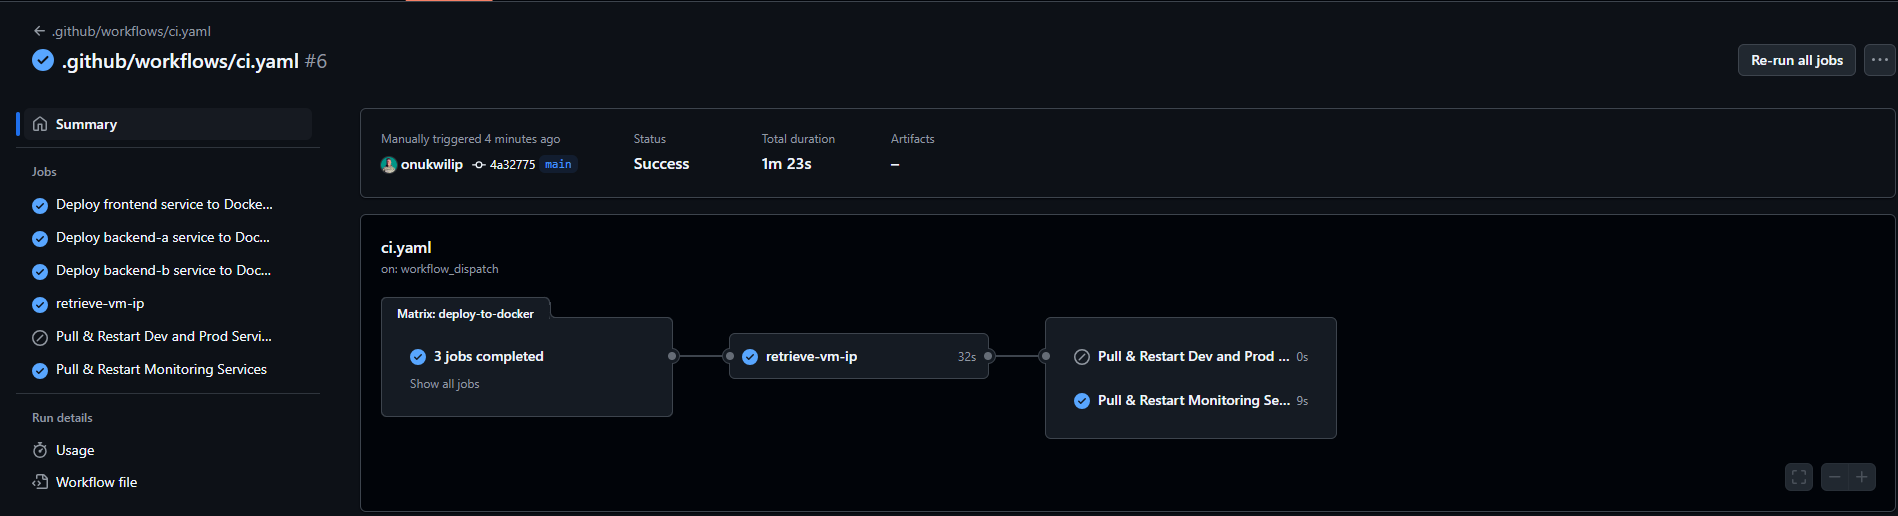 .github/workflows/ci.yaml
.github/workflows/ci.yaml #6
Re-run all jobs
Summary
Jobs
Deploy frontend service to Docke...
Deploy backend-a service to Doc...
Deploy backend-b service to Doc...
retrieve-vm-ip
Pull & Restart Dev and Prod Servi...
Pull & Restart Monitoring Services
Run details
Usage
Workflow file
Manually triggered 4 minutes ago
onukwilip 4a32775 main
Status
Success
Total duration
1m 23s
Artifacts
–
ci.yaml
on: workflow_dispatch
Matrix: deploy-to-docker
3 jobs completed
Show all jobs
retrieve-vm-ip 32s
Pull & Restart Dev and Prod ... 0s
Pull & Restart Monitoring Se... 9s